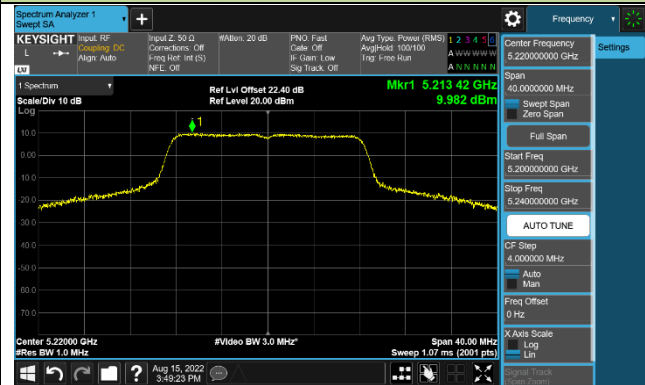 Spectrum Analyzer 1
Swept SA
Frequency
KEYSIGHT
Input: RF
Input Z: 50 Ω
#Atten: 20 dB
PNO: Fast
Avg Type: Power (RMS)
1 2 3 4 5 6
L
Coupling: DC
Corrections: Off
Gate: Off
Avg|Hold: 100/100
A W W W W W
Align: Auto
Freq Ref: Int (S)
IF Gain: Low
Trig: Free Run
NFE: Off
Sig Track: Off
A N N N N N
LXI
1 Spectrum
Ref Lvl Offset 22.40 dB
Mkr1 5.213 42 GHz
Scale/Div 10 dB
Ref Level 20.00 dBm
9.982 dBm
Log
1
10.0
0.00
-10.0
-20.0
-30.0
-40.0
-50.0
-60.0
-70.0
Center 5.22000 GHz
#Video BW 3.0 MHz*
Span 40.00 MHz
#Res BW 1.0 MHz
Sweep 1.07 ms (2001 pts)
Aug 15, 2022
3:49:23 PM
?
Center Frequency
5.220000000 GHz
Settings
Span
40.0000000 MHz
Swept Span
Zero Span
Full Span
Start Freq
5.200000000 GHz
Stop Freq
5.240000000 GHz
AUTO TUNE
CF Step
4.000000 MHz
Auto
Man
Freq Offset
0 Hz
X Axis Scale
Log
Lin
Signal Track
(Span Zoom)